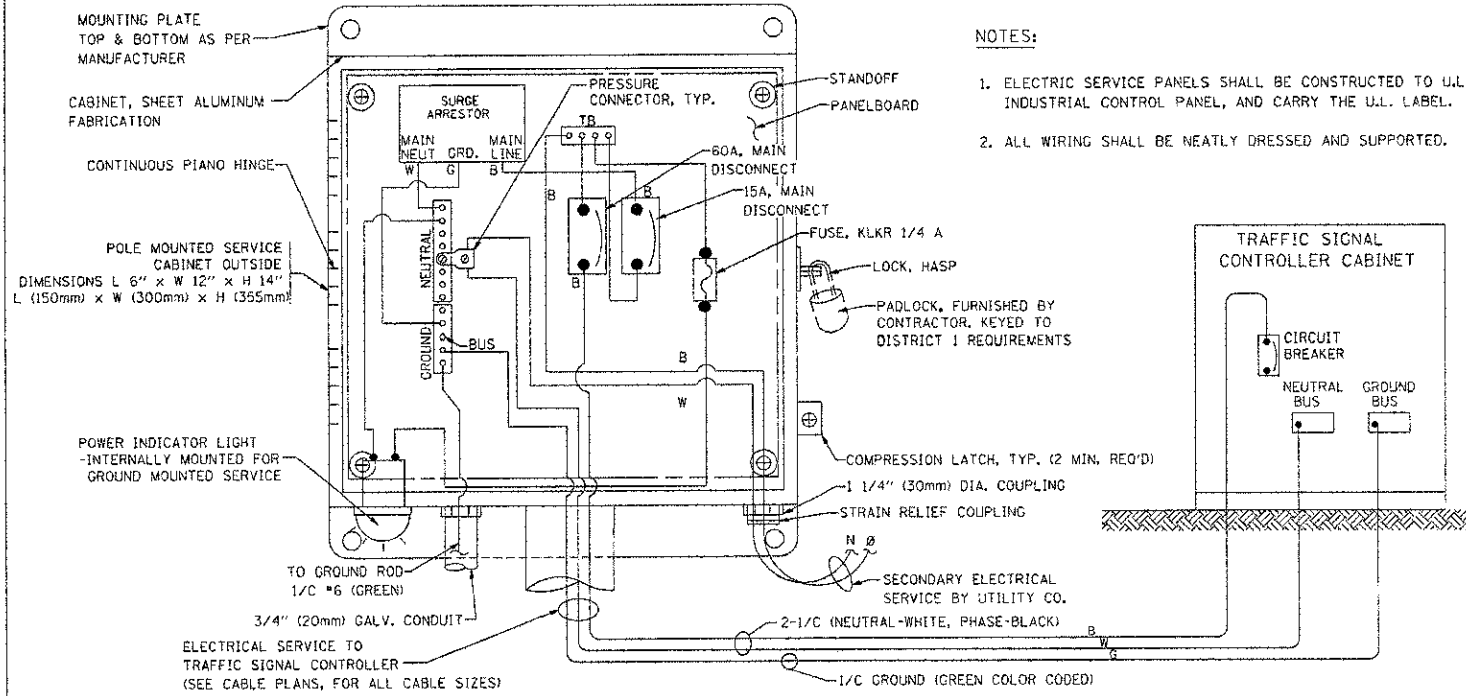 MOUNTING PLATE
TOP & BOTTOM AS PER
MANUFACTURER
CABINET, SHEET ALUMINUM
FABRICATION
CONTINUOUS PIANO HINGE
POLE MOUNTED SERVICE
CABINET OUTSIDE
DIMENSIONS L 6" x W 12" x H 14"
L (150mm) x W (300mm) x H (365mm)
POWER INDICATOR LIGHT
-INTERNALLY MOUNTED FOR
GROUND MOUNTED SERVICE
SURGE
ARRESTOR
MAIN
NEUT
GRD.
MAIN
LINE
W
G
B
PRESSURE
CONNECTOR, TYP.
TB
STANDOFF
PANELBOARD
60A, MAIN
DISCONNECT
15A, MAIN
DISCONNECT
B
B
B
FUSE, KLKR 1/4 A
NEUTRAL
GROUND
BUS
LOCK, HASP
PADLOCK, FURNISHED BY
CONTRACTOR. KEYED TO
DISTRICT 1 REQUIREMENTS
B
W
COMPRESSION LATCH, TYP. (2 MIN, REQ'D)
1 1/4" (30mm) DIA. COUPLING
STRAIN RELIEF COUPLING
N Ø
SECONDARY ELECTRICAL
SERVICE BY UTILITY CO.
TO GROUND ROD
1/C #6 (GREEN)
3/4" (20mm) GALV. CONDUIT
ELECTRICAL SERVICE TO
TRAFFIC SIGNAL CONTROLLER
(SEE CABLE PLANS, FOR ALL CABLE SIZES)
2-1/C (NEUTRAL-WHITE, PHASE-BLACK)
B
W
G
1/C GROUND (GREEN COLOR CODED)
NOTES:
1. ELECTRIC SERVICE PANELS SHALL BE CONSTRUCTED TO U.L
INDUSTRIAL CONTROL PANEL, AND CARRY THE U.L. LABEL.
2. ALL WIRING SHALL BE NEATLY DRESSED AND SUPPORTED.
TRAFFIC SIGNAL
CONTROLLER CABINET
CIRCUIT
BREAKER
NEUTRAL
BUS
GROUND
BUS